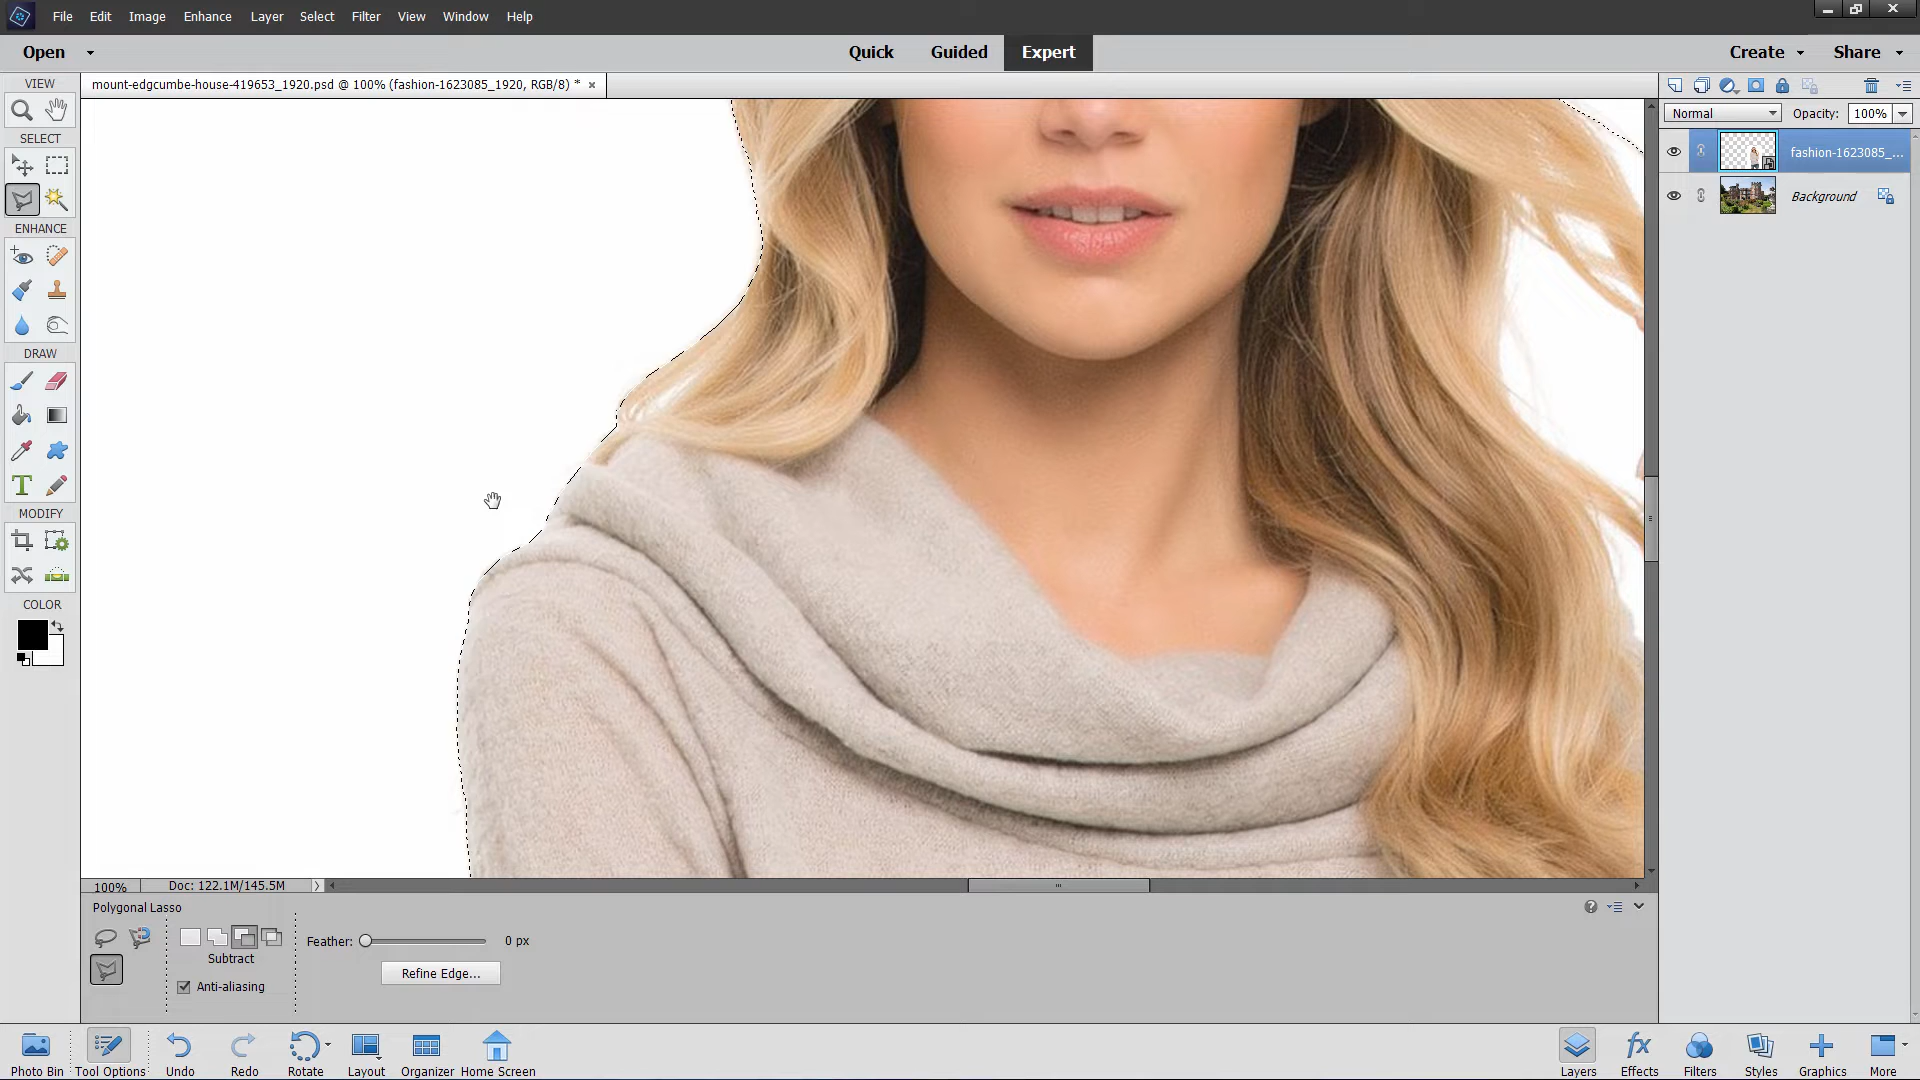 File Edit Image Enhance Layer Select Filter View Window Help
Open Quick Guided Expert Create Share
mount-edgcumbe-house-419653_1920.psd @ 100% (fashion-1623085_1920, RGB/8) *
VIEW
SELECT
ENHANCE
DRAW
MODIFY
COLOR
Normal Opacity: 100%
fashion-1623085_...
Background
100% Doc: 122.1M/145.5M
Polygonal Lasso
Subtract
Anti-aliasing
Feather: 0 px
Refine Edge...
Photo Bin Tool Options Undo Redo Rotate Layout Organizer Home Screen Layers Effects Filters Styles Graphics More